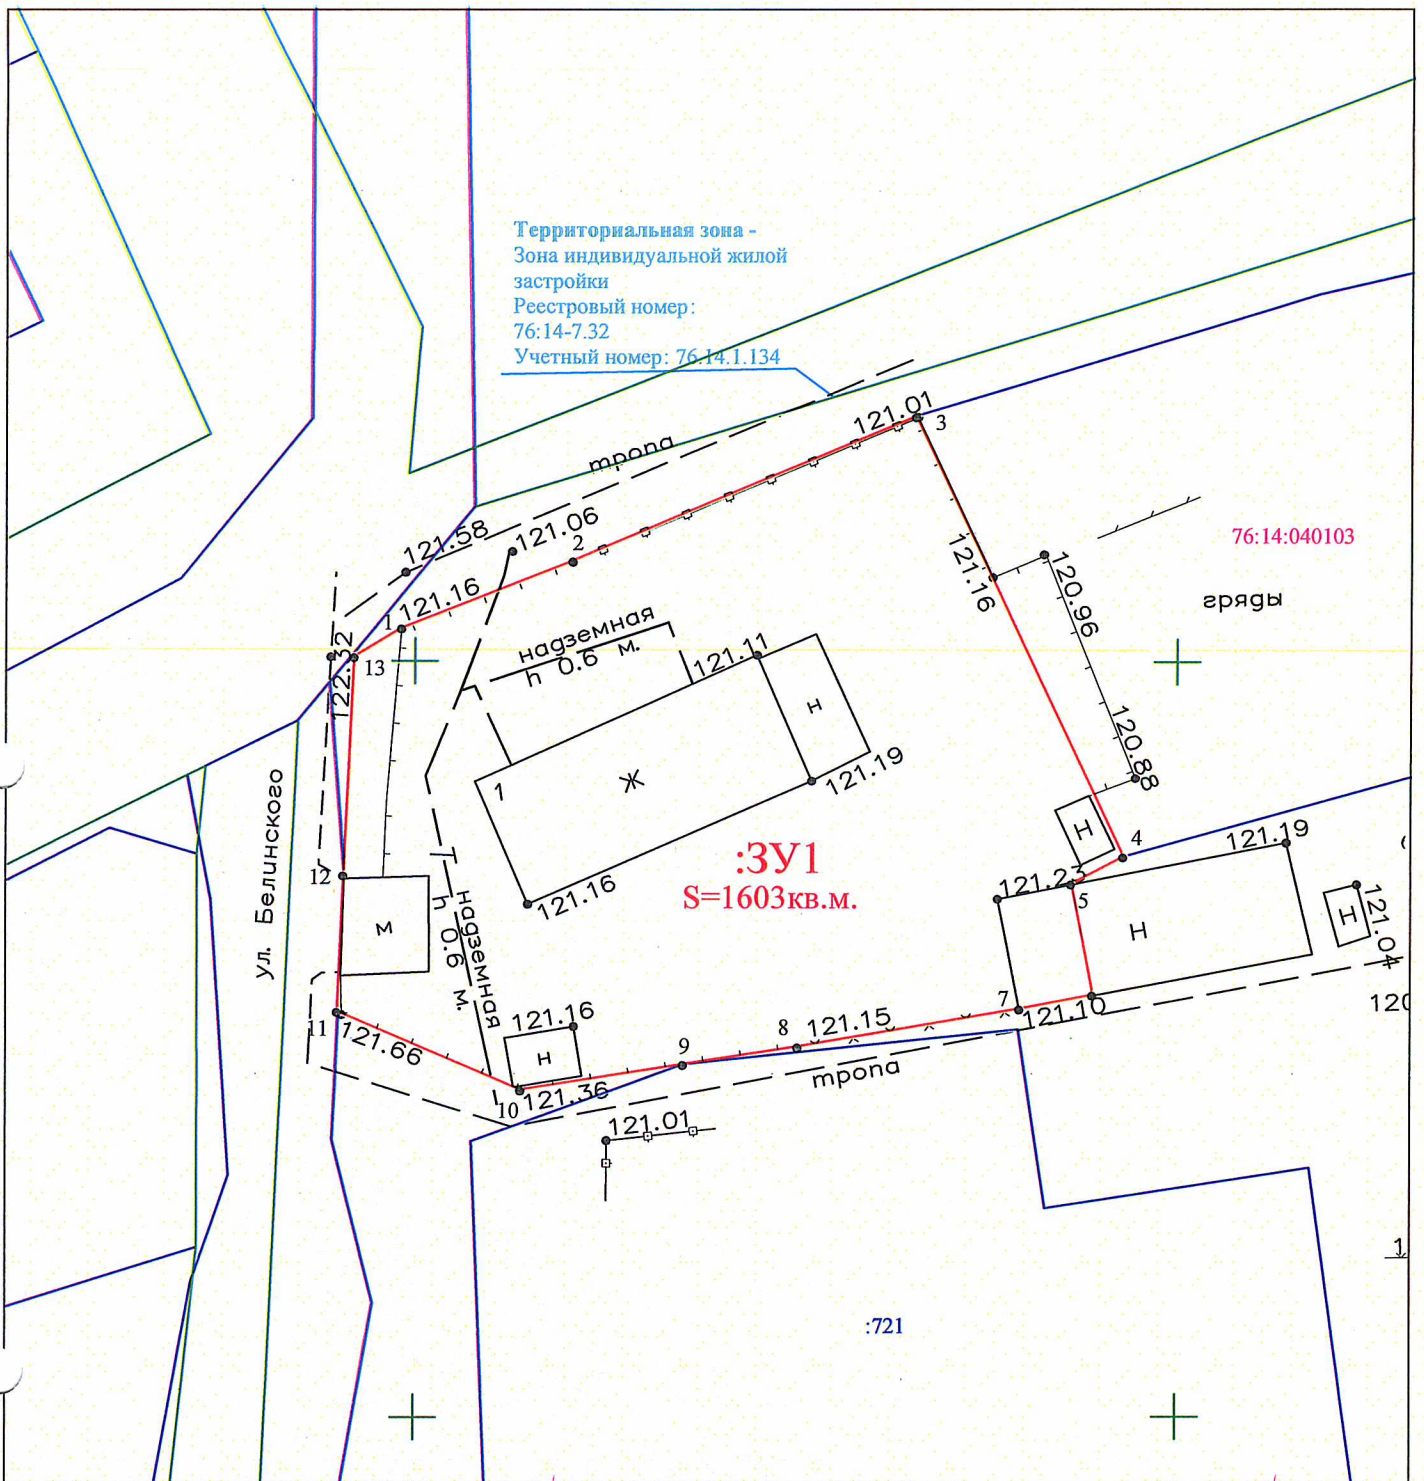 Территориальная зона -
Зона индивидуальной жилой
застройки
Реестровый номер:
76:14-7.32
Учетный номер: 76.14.1.134
121.01
3
тропа
121.58
121.06
2
76:14:040103
121.16
120.96
121.16
гряды
1
надземная
h 0.6 м.
122.32
13
121.11
н
ул. Белинского
1
Ж
121.19
120.88
Н
4
121.19
:ЗУ1
S=1603кв.м.
12
121.16
121.23
5
Н
Н
121.04
м
Т
надземная
h 0.6 м.
7
121.10
120
11
121.66
121.16
н
9
8
121.15
тропа
10
121.36
121.01
1
:721